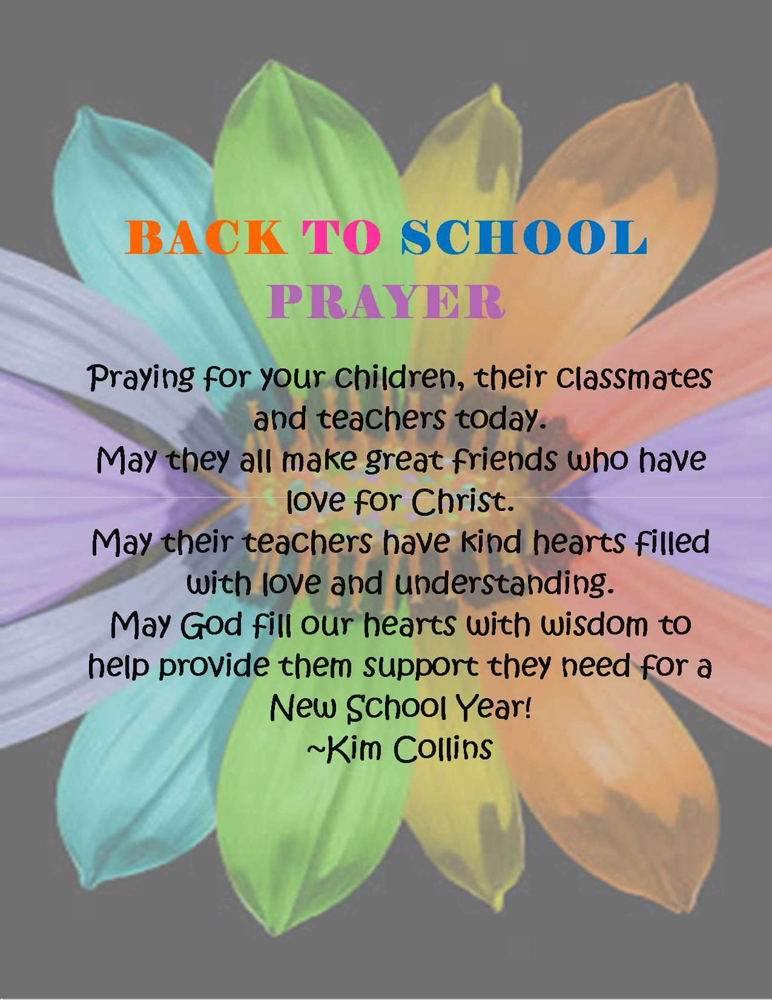 BACK TO SCHOOL
PRAYER
Praying for your children, their classmates
and teachers today.
May they all make great friends who have
love for Christ.
May their teachers have kind hearts filled
with love and understanding.
May God fill our hearts with wisdom to
help provide them support they need for a
New School Year!
~Kim Collins